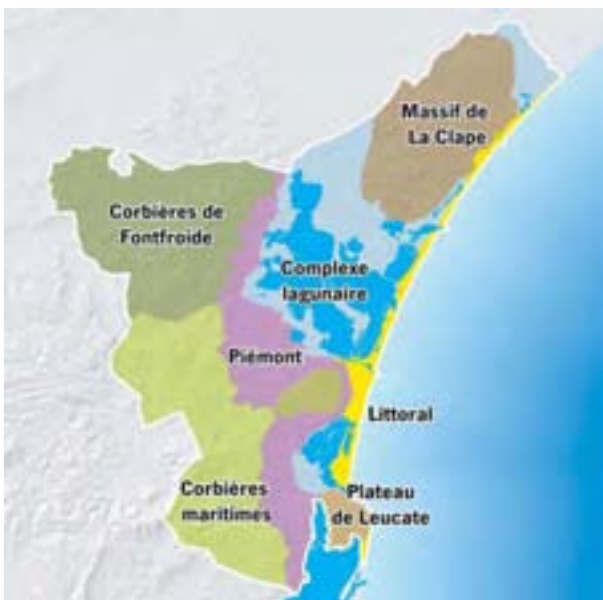 Massif de
La Clape
Corbières de
Fontfroide
Complexe
lagunaire
Piémont
Littoral
Corbières
maritimes
Plateau
de Leucate